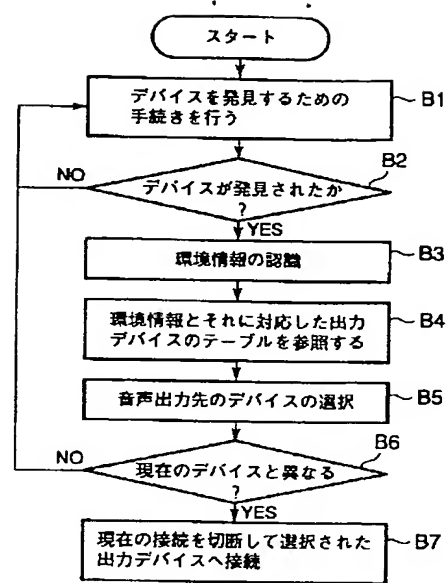 スタート
デバイスを発見するための
手続きを行う
B1
デバイスが発見されたか
?
B2
NO
YES
環境情報の認識
B3
環境情報とそれに対応した出力
デバイスのテーブルを参照する
B4
音声出力先のデバイスの選択
B5
現在のデバイスと異なる
?
B6
NO
YES
現在の接続を切断して選択された
出力デバイスへ接続
B7